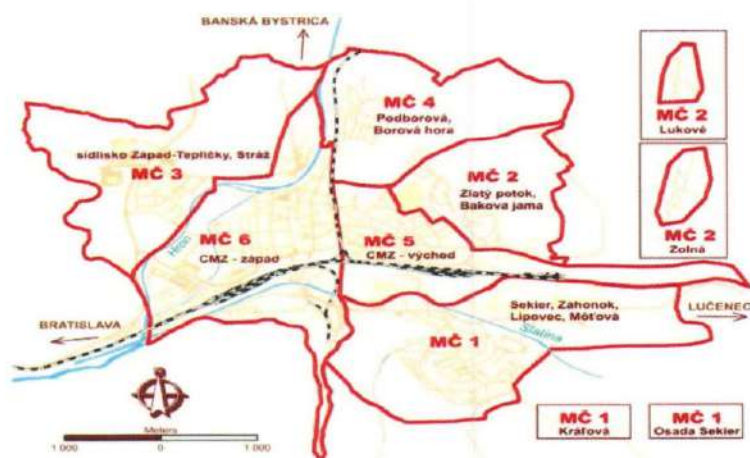 BANSKÁ BYSTRICA
MČ 4
Podborová,
Borová hora
MČ 2
Lukové
sídlisko Západ-Tepličky, Stráž
MČ 3
MČ 2
Zlatý potok,
Bakova jama
MČ 2
Zolná
Hron
MČ 6
CMZ - západ
MČ 5
CMZ - východ
Sekier, Zahonok,
Lipovec, Môťová
LUČENEC
BRATISLAVA
Slatina
MČ 1
MČ 1
Kráľová
MČ 1
Osada Sekier
Meters
1 000 0 1 000